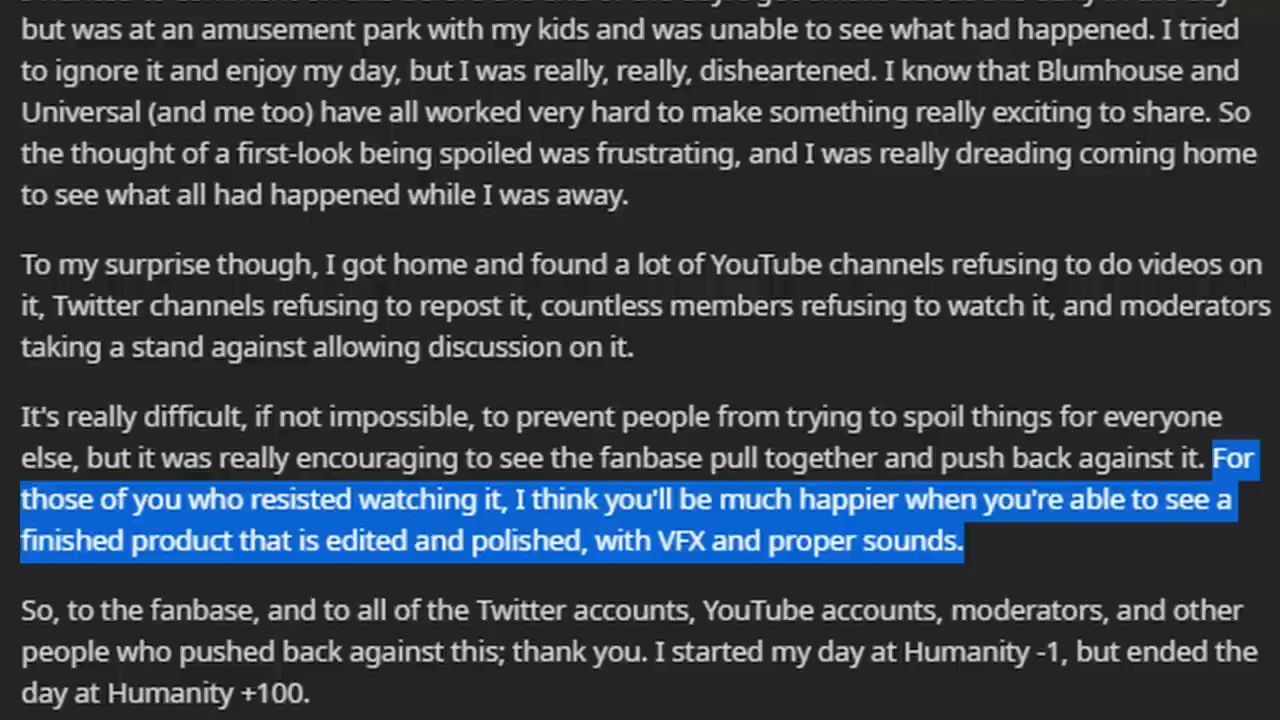 but was at an amusement park with my kids and was unable to see what had happened. I tried
to ignore it and enjoy my day, but I was really, really, disheartened. I know that Blumhouse and
Universal (and me too) have all worked very hard to make something really exciting to share. So
the thought of a first-look being spoiled was frustrating, and I was really dreading coming home
to see what all had happened while I was away.
To my surprise though, I got home and found a lot of YouTube channels refusing to do videos on
it, Twitter channels refusing to repost it, countless members refusing to watch it, and moderators
taking a stand against allowing discussion on it.
It's really difficult, if not impossible, to prevent people from trying to spoil things for everyone
else, but it was really encouraging to see the fanbase pull together and push back against it. For
those of you who resisted watching it, I think you'll be much happier when you're able to see a
finished product that is edited and polished, with VFX and proper sounds.
So, to the fanbase, and to all of the Twitter accounts, YouTube accounts, moderators, and other
people who pushed back against this; thank you. I started my day at Humanity -1, but ended the
day at Humanity +100.